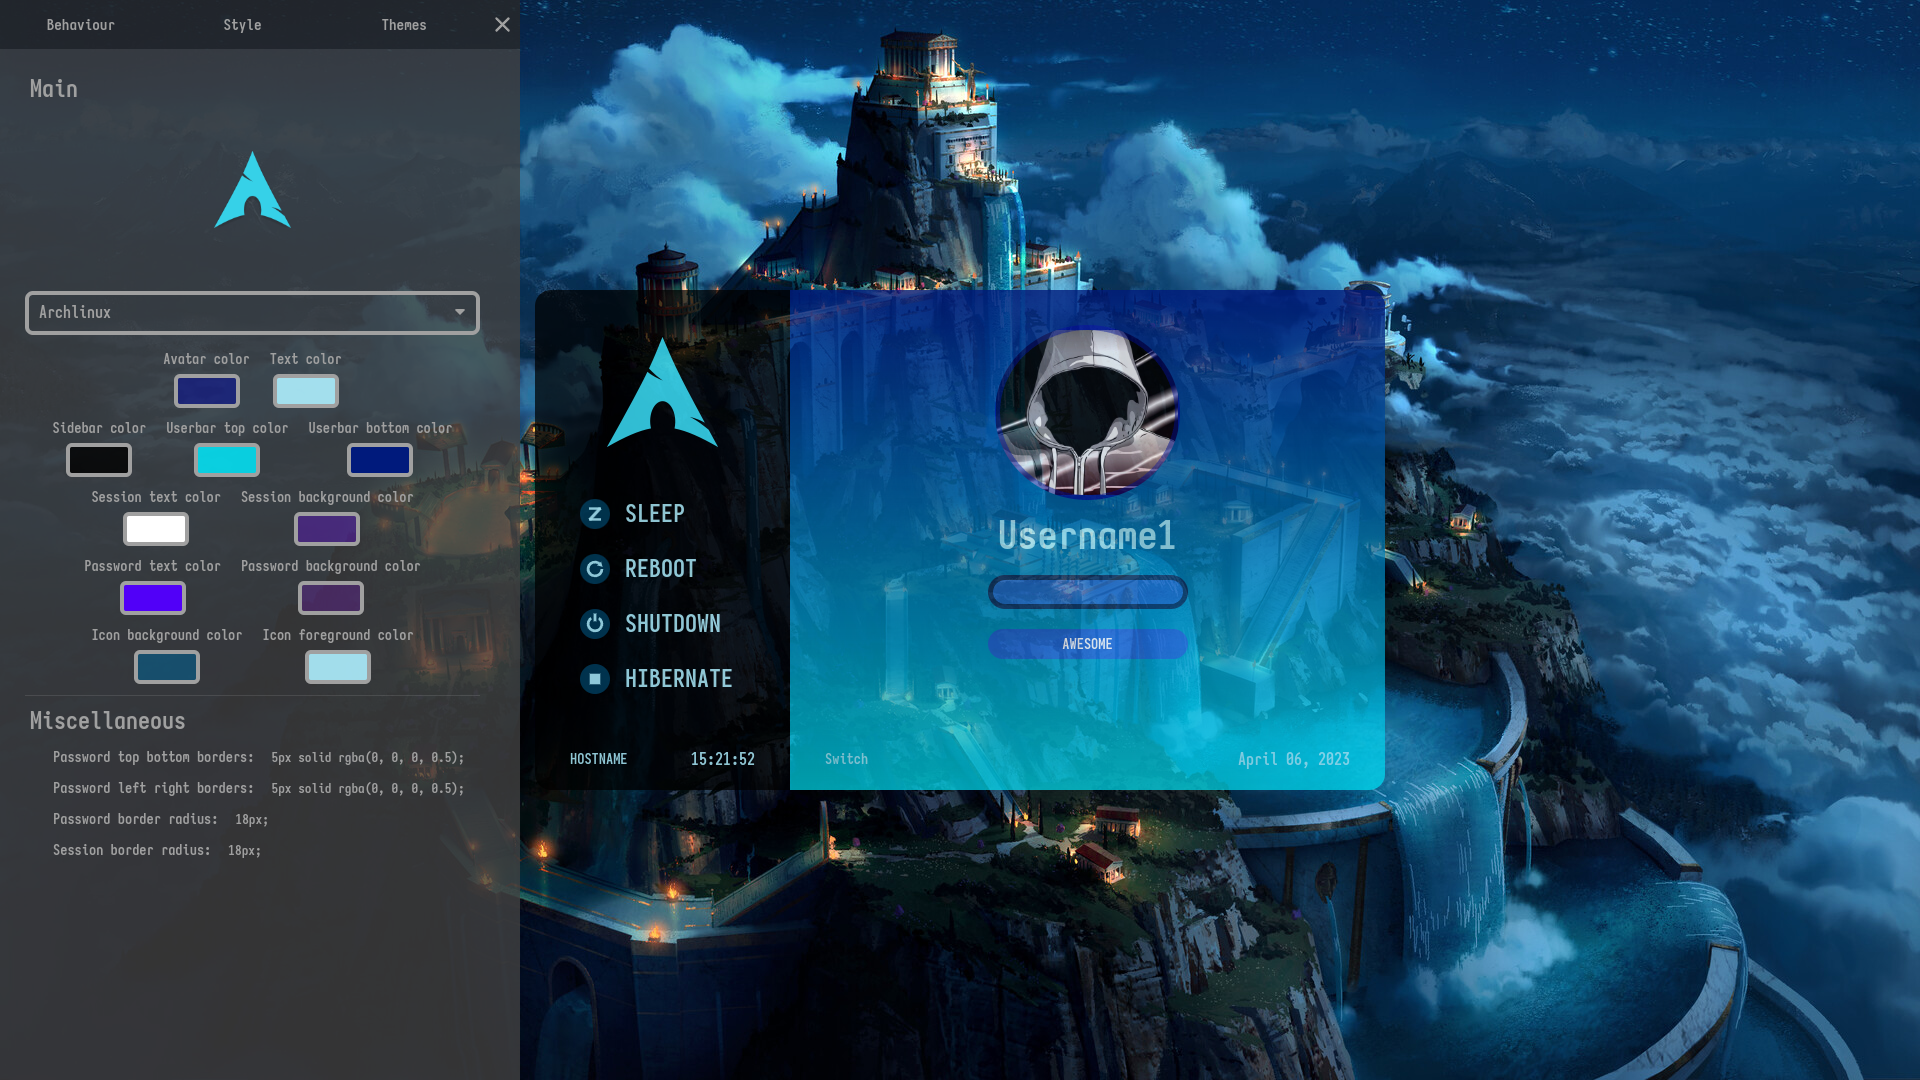 Behaviour Style Themes
Main
Archlinux
Avatar color Text color
Sidebar color Userbar top color Userbar bottom color
Session text color Session background color
Password text color Password background color
Icon background color Icon foreground color
Miscellaneous
Password top bottom borders: 5px solid rgba(0, 0, 0, 0.5);
Password left right borders: 5px solid rgba(0, 0, 0, 0.5);
Password border radius: 18px;
Session border radius: 18px;
SLEEP
REBOOT
SHUTDOWN
HIBERNATE
HOSTNAME 15:21:52
Username1
AWESOME
Switch April 06, 2023